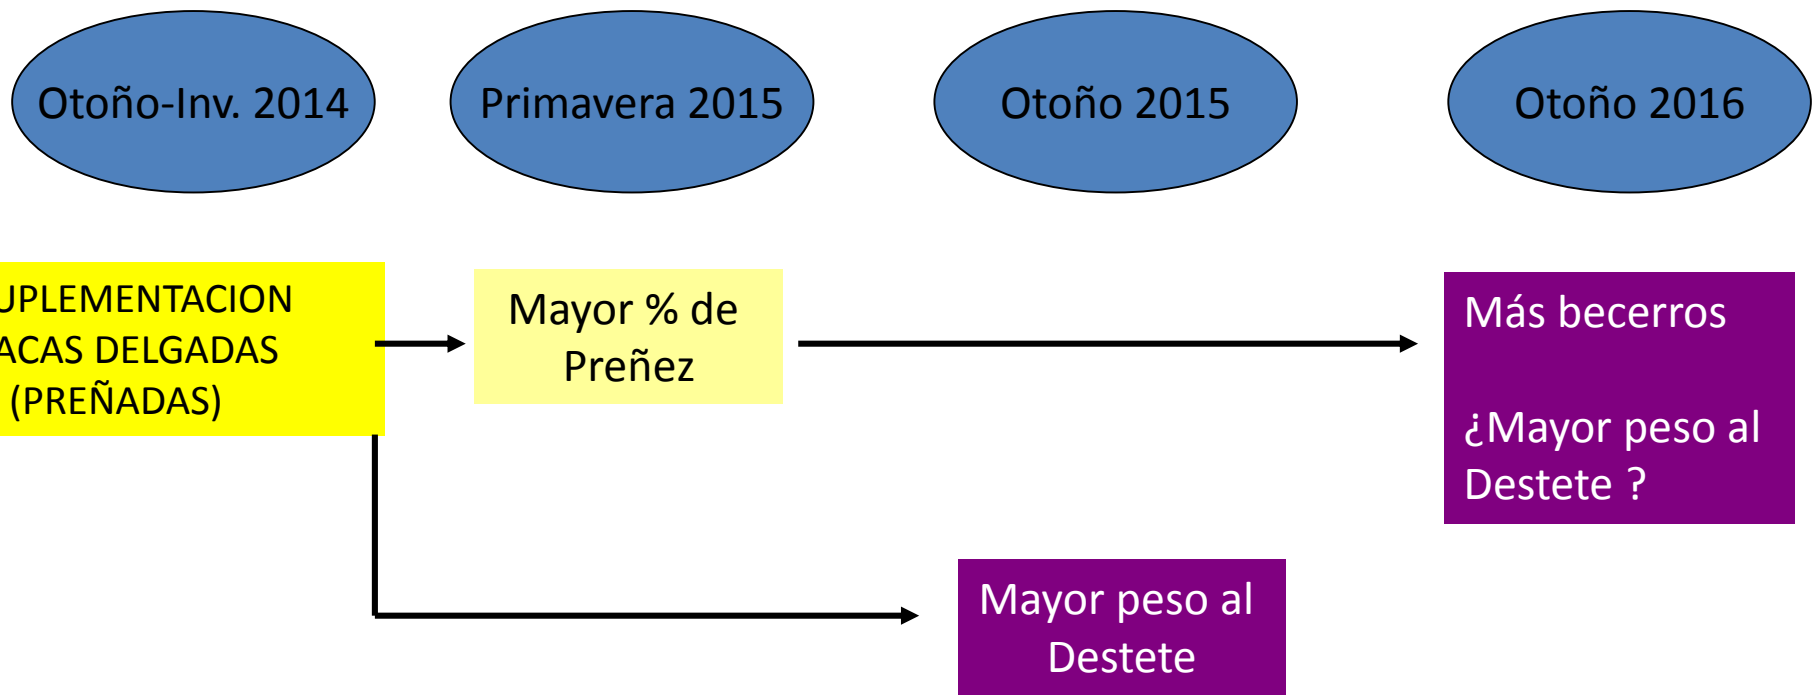 Otoño-Inv. 2014
Primavera 2015
Otoño 2015
Otoño 2016
UPLEMENTACION
ACAS DELGADAS
(PREÑADAS)
Mayor % de
Preñez
Más becerros
¿Mayor peso al
Destete ?
Mayor peso al
Destete